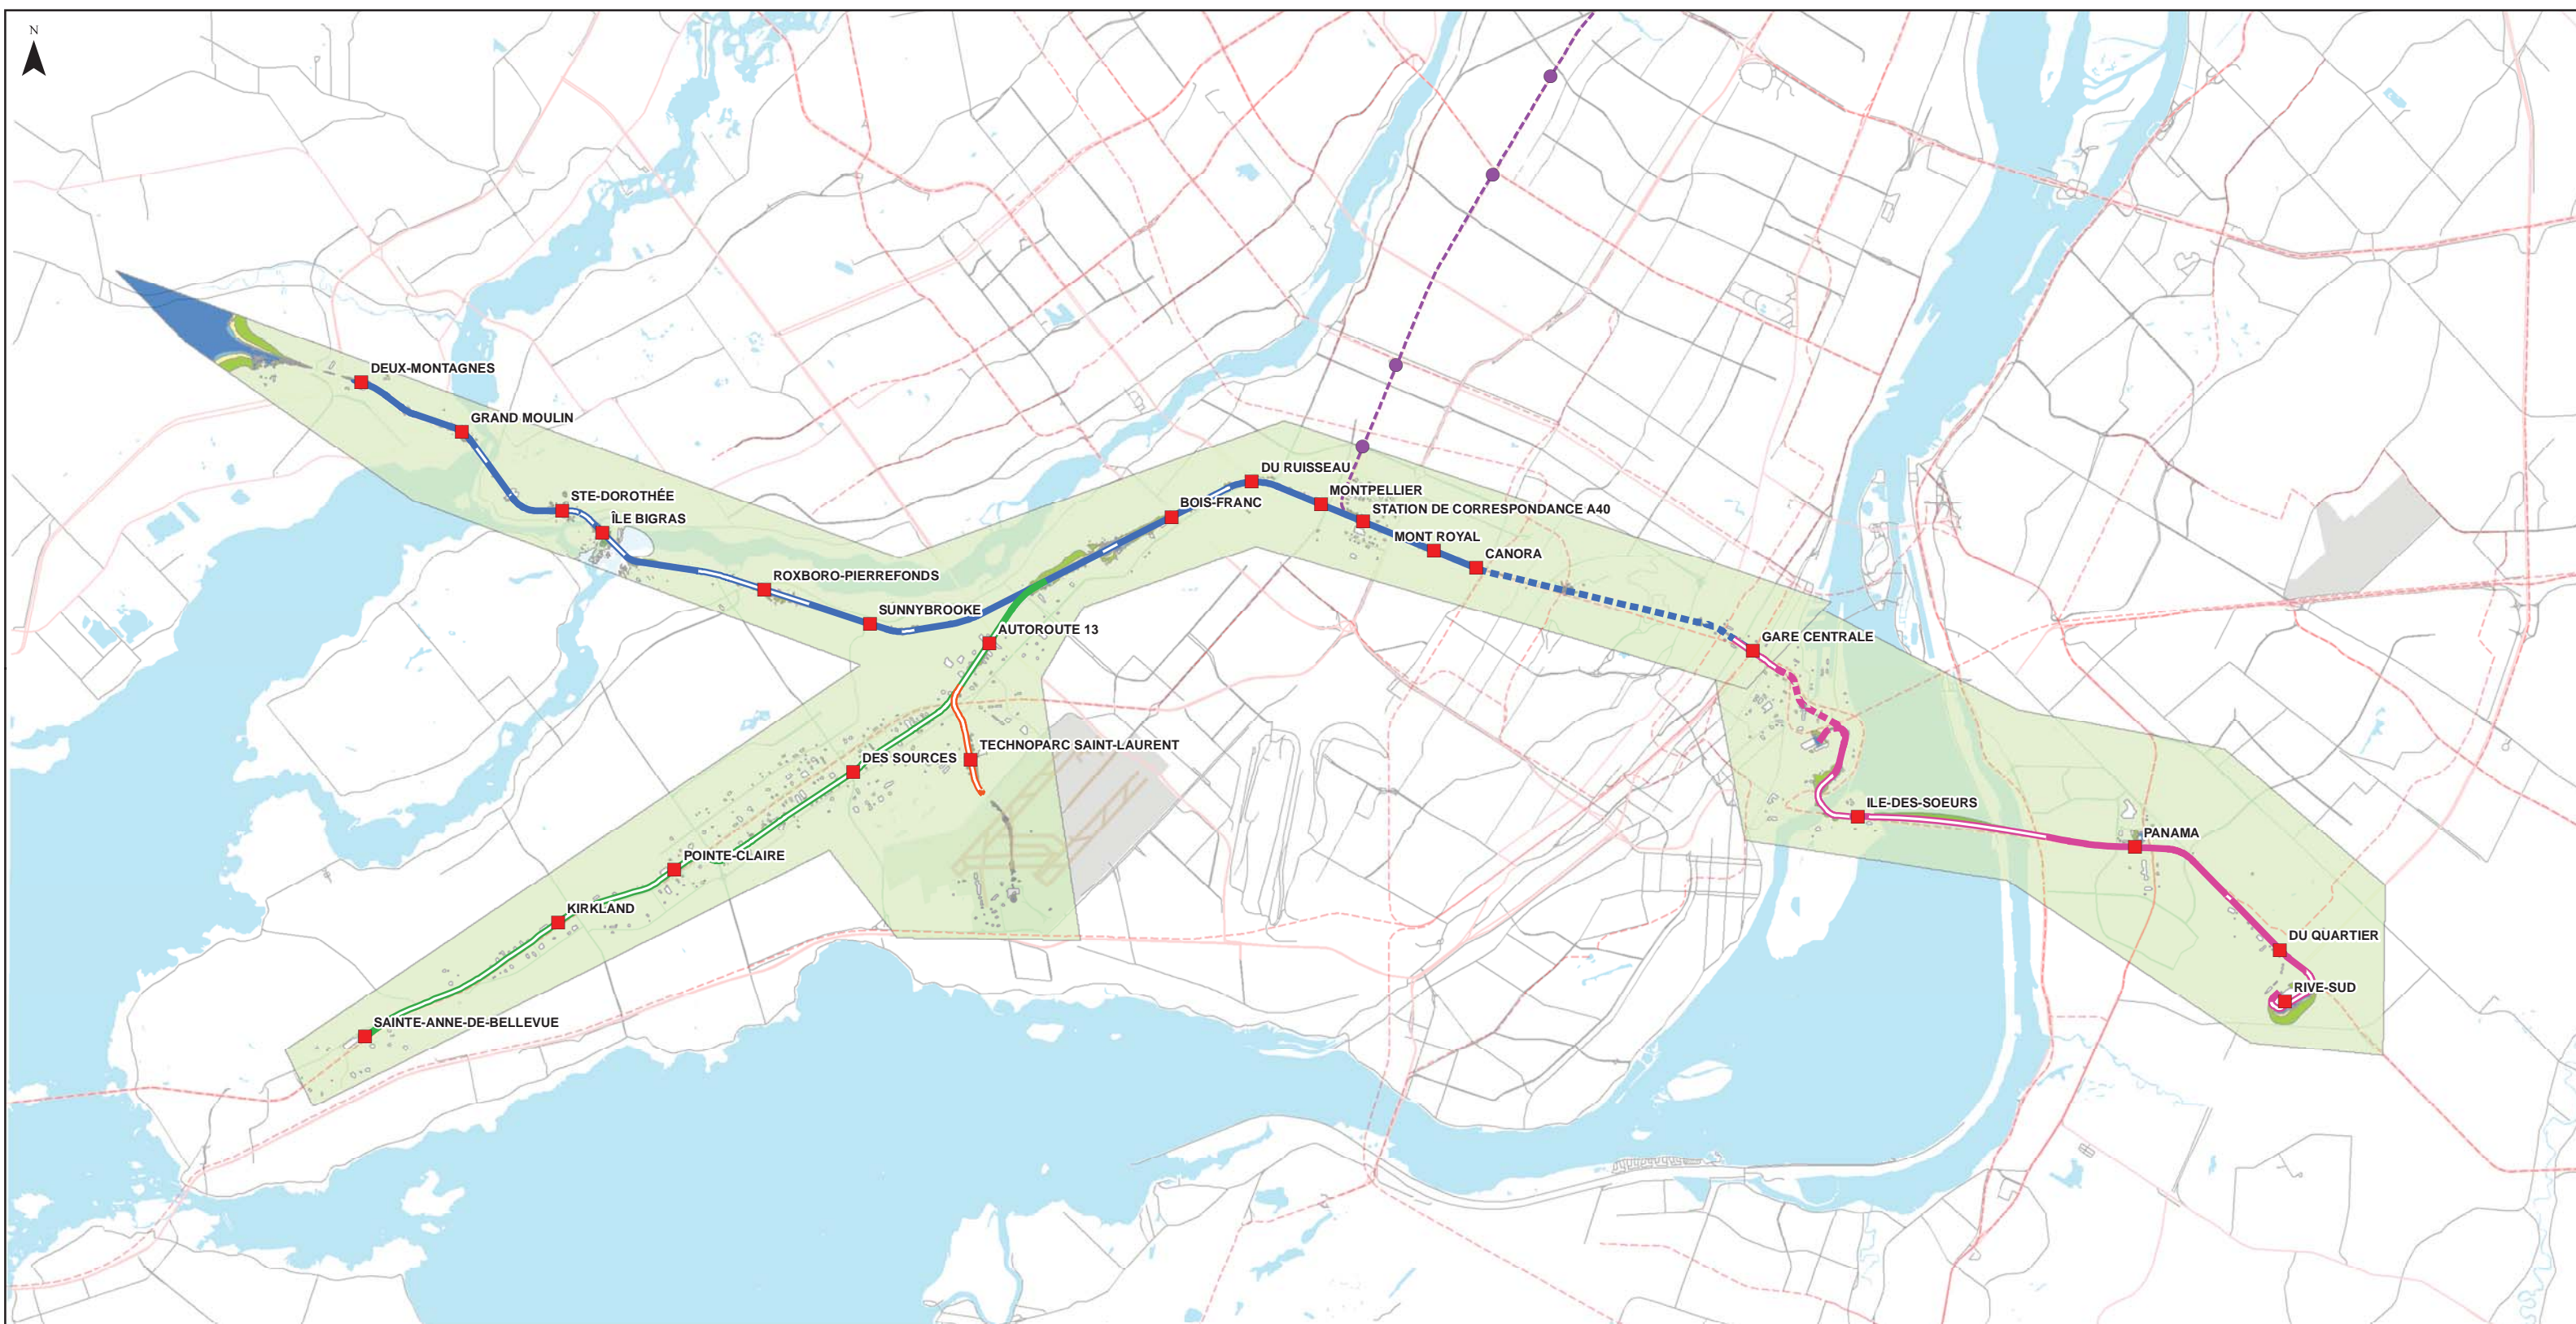 N
DEUX-MONTAGNES
GRAND MOULIN
STE-DOROTHÉE
ÎLE BIGRAS
ROXBORO-PIERREFONDS
SUNNYBROOKE
AUTOROUTE 13
BOIS-FRANC
DU RUISSEAU
MONTPELLIER
STATION DE CORRESPONDANCE A40
MONT ROYAL
CANORA
GARE CENTRALE
TECHNOPARC SAINT-LAURENT
DES SOURCES
POINTE-CLAIRE
KIRKLAND
SAINTE-ANNE-DE-BELLEVUE
ILE-DES-SOEURS
PANAMA
DU QUARTIER
RIVE-SUD